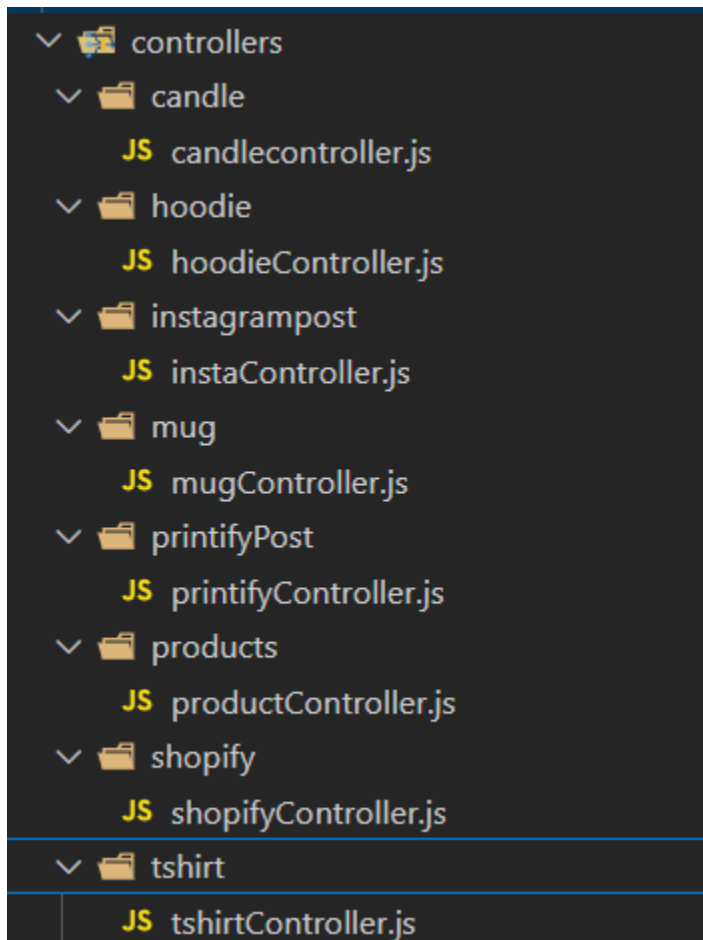 controllers
candle
JS candlecontroller.js
hoodie
JS hoodieController.js
instagrampost
JS instaController.js
mug
JS mugController.js
printifyPost
JS printifyController.js
products
JS productController.js
shopify
JS shopifyController.js
tshirt
JS tshirtController.js